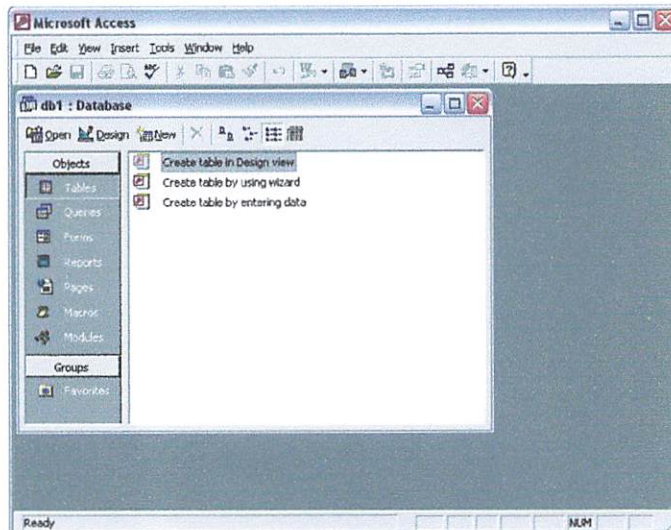 Microsoft Access
File Edit View Insert Tools Window Help
db1 : Database
Open Design New
Objects
Tables
Queries
Forms
Reports
Pages
Macros
Modules
Groups
Favorites
Create table in Design view
Create table by using wizard
Create table by entering data
Ready
NUM